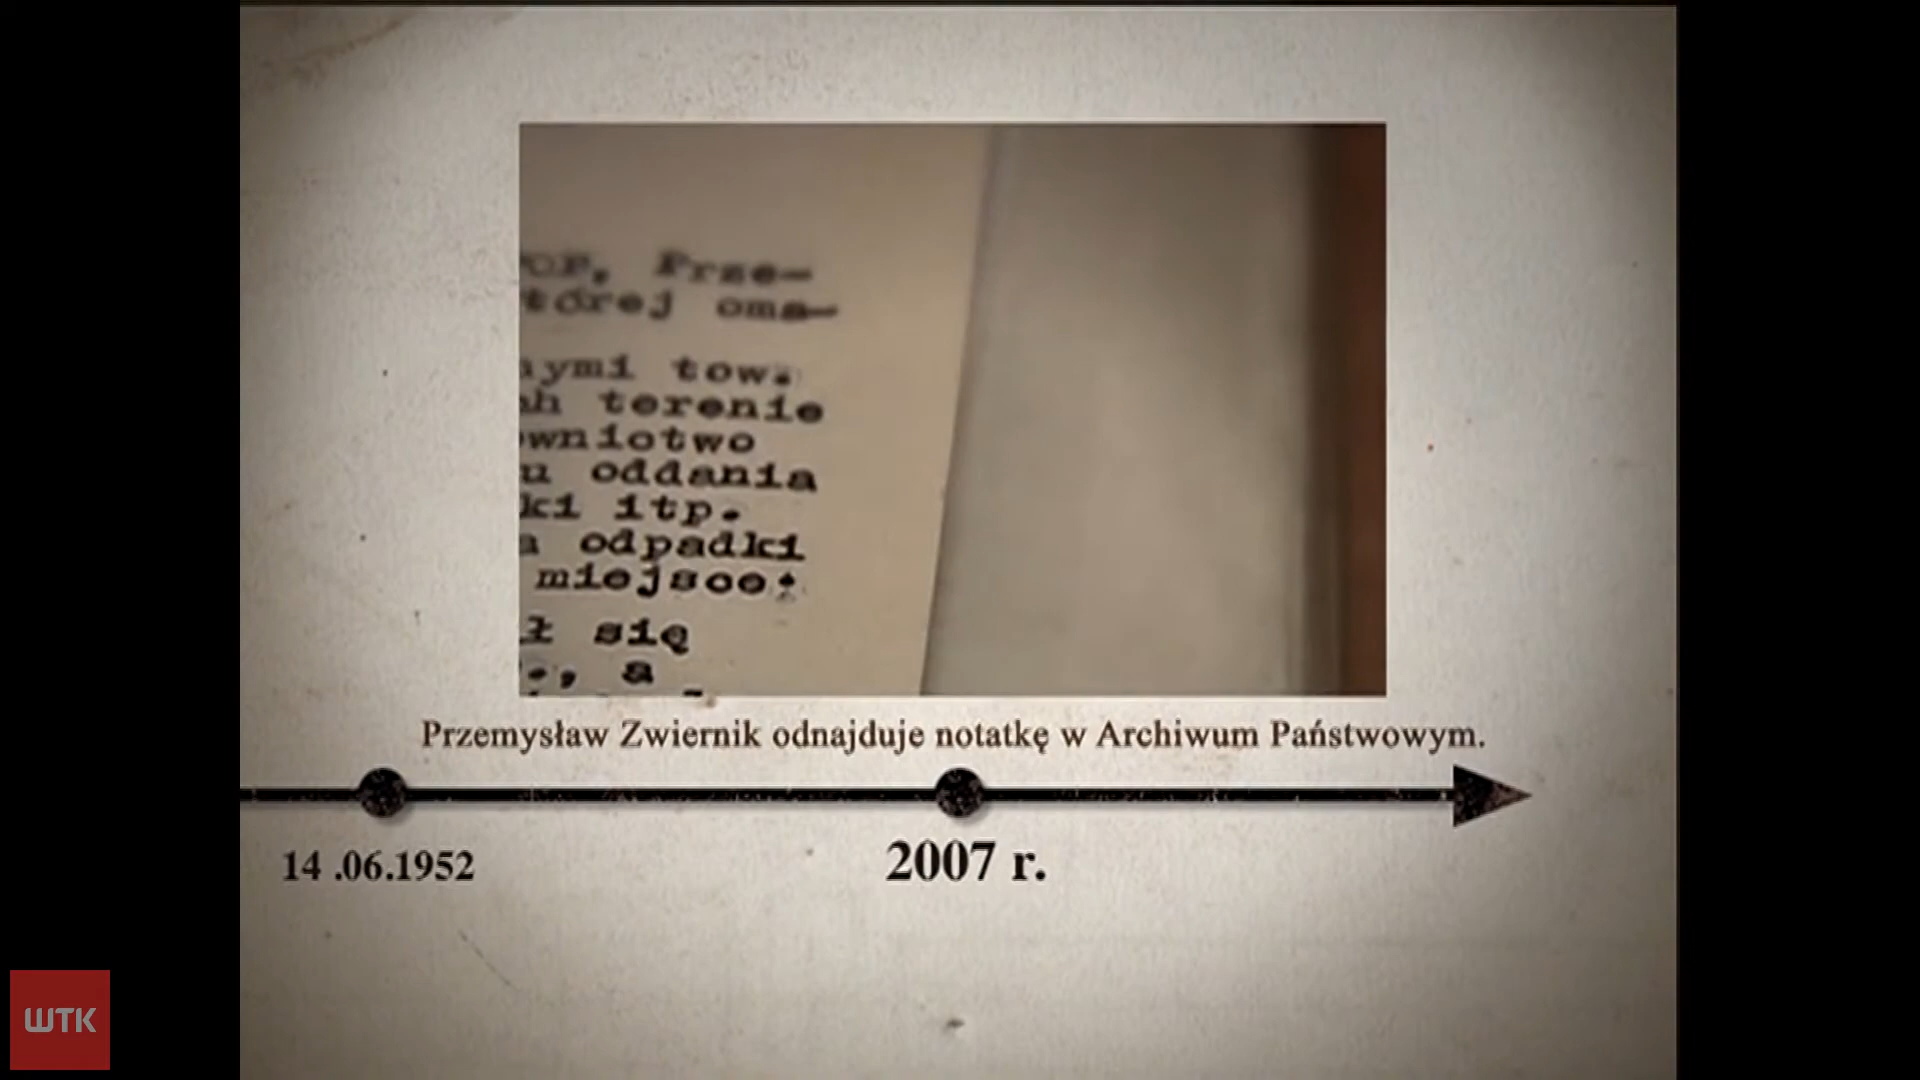 Prze-
tórej oma-
ymi tow.
terenie
wniotwo
u oddania
ki itp.
a odpadki
miejsce:
ł się
., a
Przemysław Zwiernik odnajduje notatkę w Archiwum Państwowym.
14 .06.1952
2007 r.
WTK